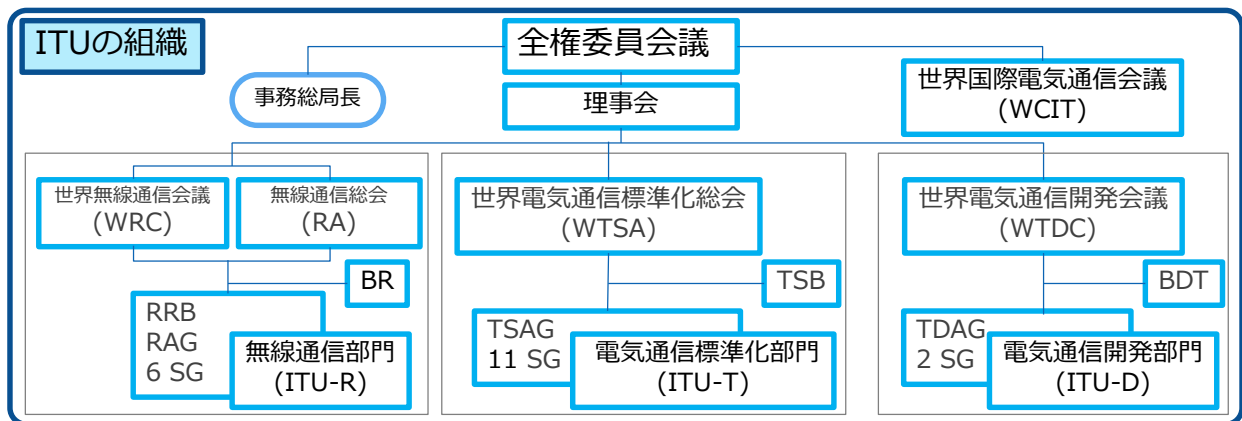 ITUの組織
全権委員会議
事務総局長
理事会
世界国際電気通信会議
(WCIT)
世界無線通信会議
(WRC)
無線通信総会
(RA)
世界電気通信標準化総会
(WTSA)
世界電気通信開発会議
(WTDC)
BR
TSB
BDT
RRB
RAG
6 SG
無線通信部門
(ITU-R)
TSAG
11 SG
電気通信標準化部門
(ITU-T)
TDAG
2 SG
電気通信開発部門
(ITU-D)